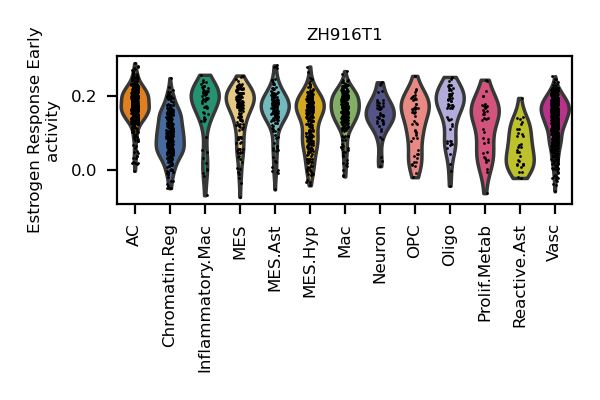 ZH916T1
Estrogen Response Early
activity
0.2
0.0
AC
Chromatin.Reg
Inflammatory.Mac
MES
MES.Ast
MES.Hyp
Mac
Neuron
OPC
Oligo
Prolif.Metab
Reactive.Ast
Vasc